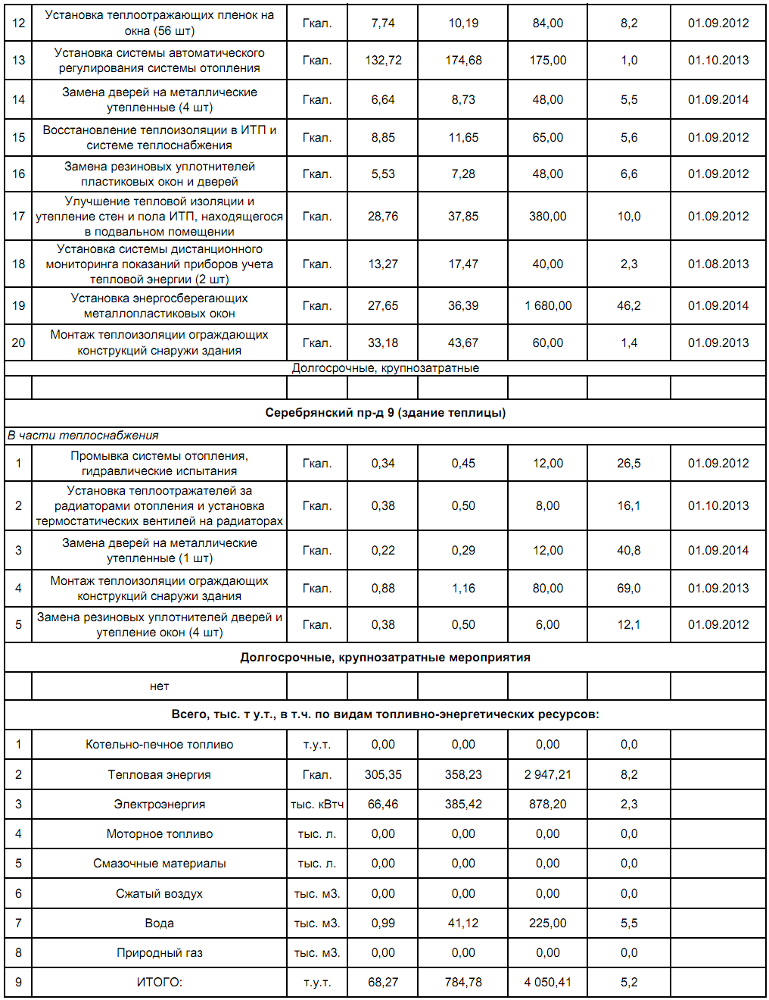 12 Установка теплоотражающих пленок на окна (56 шт) Гкал. 7,74 10,19 84,00 8,2 01.09.2012
13 Установка системы автоматического регулирования системы отопления Гкал. 132,72 174,68 175,00 1,0 01.10.2013
14 Замена дверей на металлические утепленные (4 шт) Гкал. 6,64 8,73 48,00 5,5 01.09.2014
15 Восстановление теплоизоляции в ИТП и системе теплоснабжения Гкал. 8,85 11,65 65,00 5,6 01.09.2012
16 Замена резиновых уплотнителей пластиковых окон и дверей Гкал. 5,53 7,28 48,00 6,6 01.09.2012
17 Улучшение тепловой изоляции и утепление стен и пола ИТП, находящегося в подвальном помещении Гкал. 28,76 37,85 380,00 10,0 01.09.2012
18 Установка системы дистанционного мониторинга показаний приборов учета тепловой энергии (2 шт) Гкал. 13,27 17,47 40,00 2,3 01.08.2013
19 Установка энергосберегающих металлопластиковых окон Гкал. 27,65 36,39 1 680,00 46,2 01.09.2014
20 Монтаж теплоизоляции ограждающих конструкций снаружи здания Гкал. 33,18 43,67 60,00 1,4 01.09.2013
Долгосрочные, крупнозатратные
Серебрянский пр-д 9 (здание теплицы)
В части теплоснабжения
1 Промывка системы отопления, гидравлические испытания Гкал. 0,34 0,45 12,00 26,5 01.09.2012
2 Установка теплоотражателей за радиаторами отопления и установка термостатических вентилей на радиаторах Гкал. 0,38 0,50 8,00 16,1 01.10.2013
3 Замена дверей на металлические утепленные (1 шт) Гкал. 0,22 0,29 12,00 40,8 01.09.2014
4 Монтаж теплоизоляции ограждающих конструкций снаружи здания Гкал. 0,88 1,16 80,00 69,0 01.09.2013
5 Замена резиновых уплотнителей дверей и утепление окон (4 шт) Гкал. 0,38 0,50 6,00 12,1 01.09.2012
Долгосрочные, крупнозатратные мероприятия
нет
Всего, тыс. т у.т., в т.ч. по видам топливно-энергетических ресурсов:
1 Котельно-печное топливо т.у.т. 0,00 0,00 0,00 0,0
2 Тепловая энергия Гкал. 305,35 358,23 2 947,21 8,2
3 Электроэнергия тыс. кВтч 66,46 385,42 878,20 2,3
4 Моторное топливо тыс. л. 0,00 0,00 0,00 0,0
5 Смазочные материалы тыс. л. 0,00 0,00 0,00 0,0
6 Сжатый воздух тыс. м3. 0,00 0,00 0,00 0,0
7 Вода тыс. м3. 0,99 41,12 225,00 5,5
8 Природный газ тыс. м3. 0,00 0,00 0,00 0,0
9 ИТОГО: т.у.т. 68,27 784,78 4 050,41 5,2